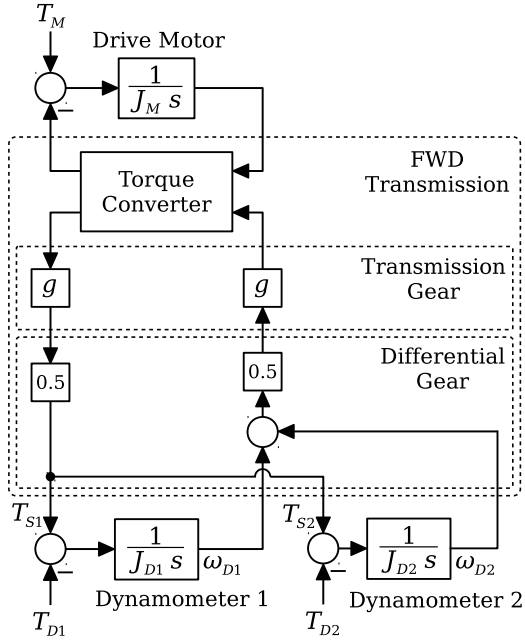 T_M
Drive Motor
1
J_M s
−
FWD
Transmission
Torque
Converter
Transmission
Gear
g
g
Differential
Gear
0.5
0.5
T_S1
T_S2
1
J_D1 s
ω_D1
1
J_D2 s
ω_D2
−
−
Dynamometer 1
Dynamometer 2
T_D1
T_D2